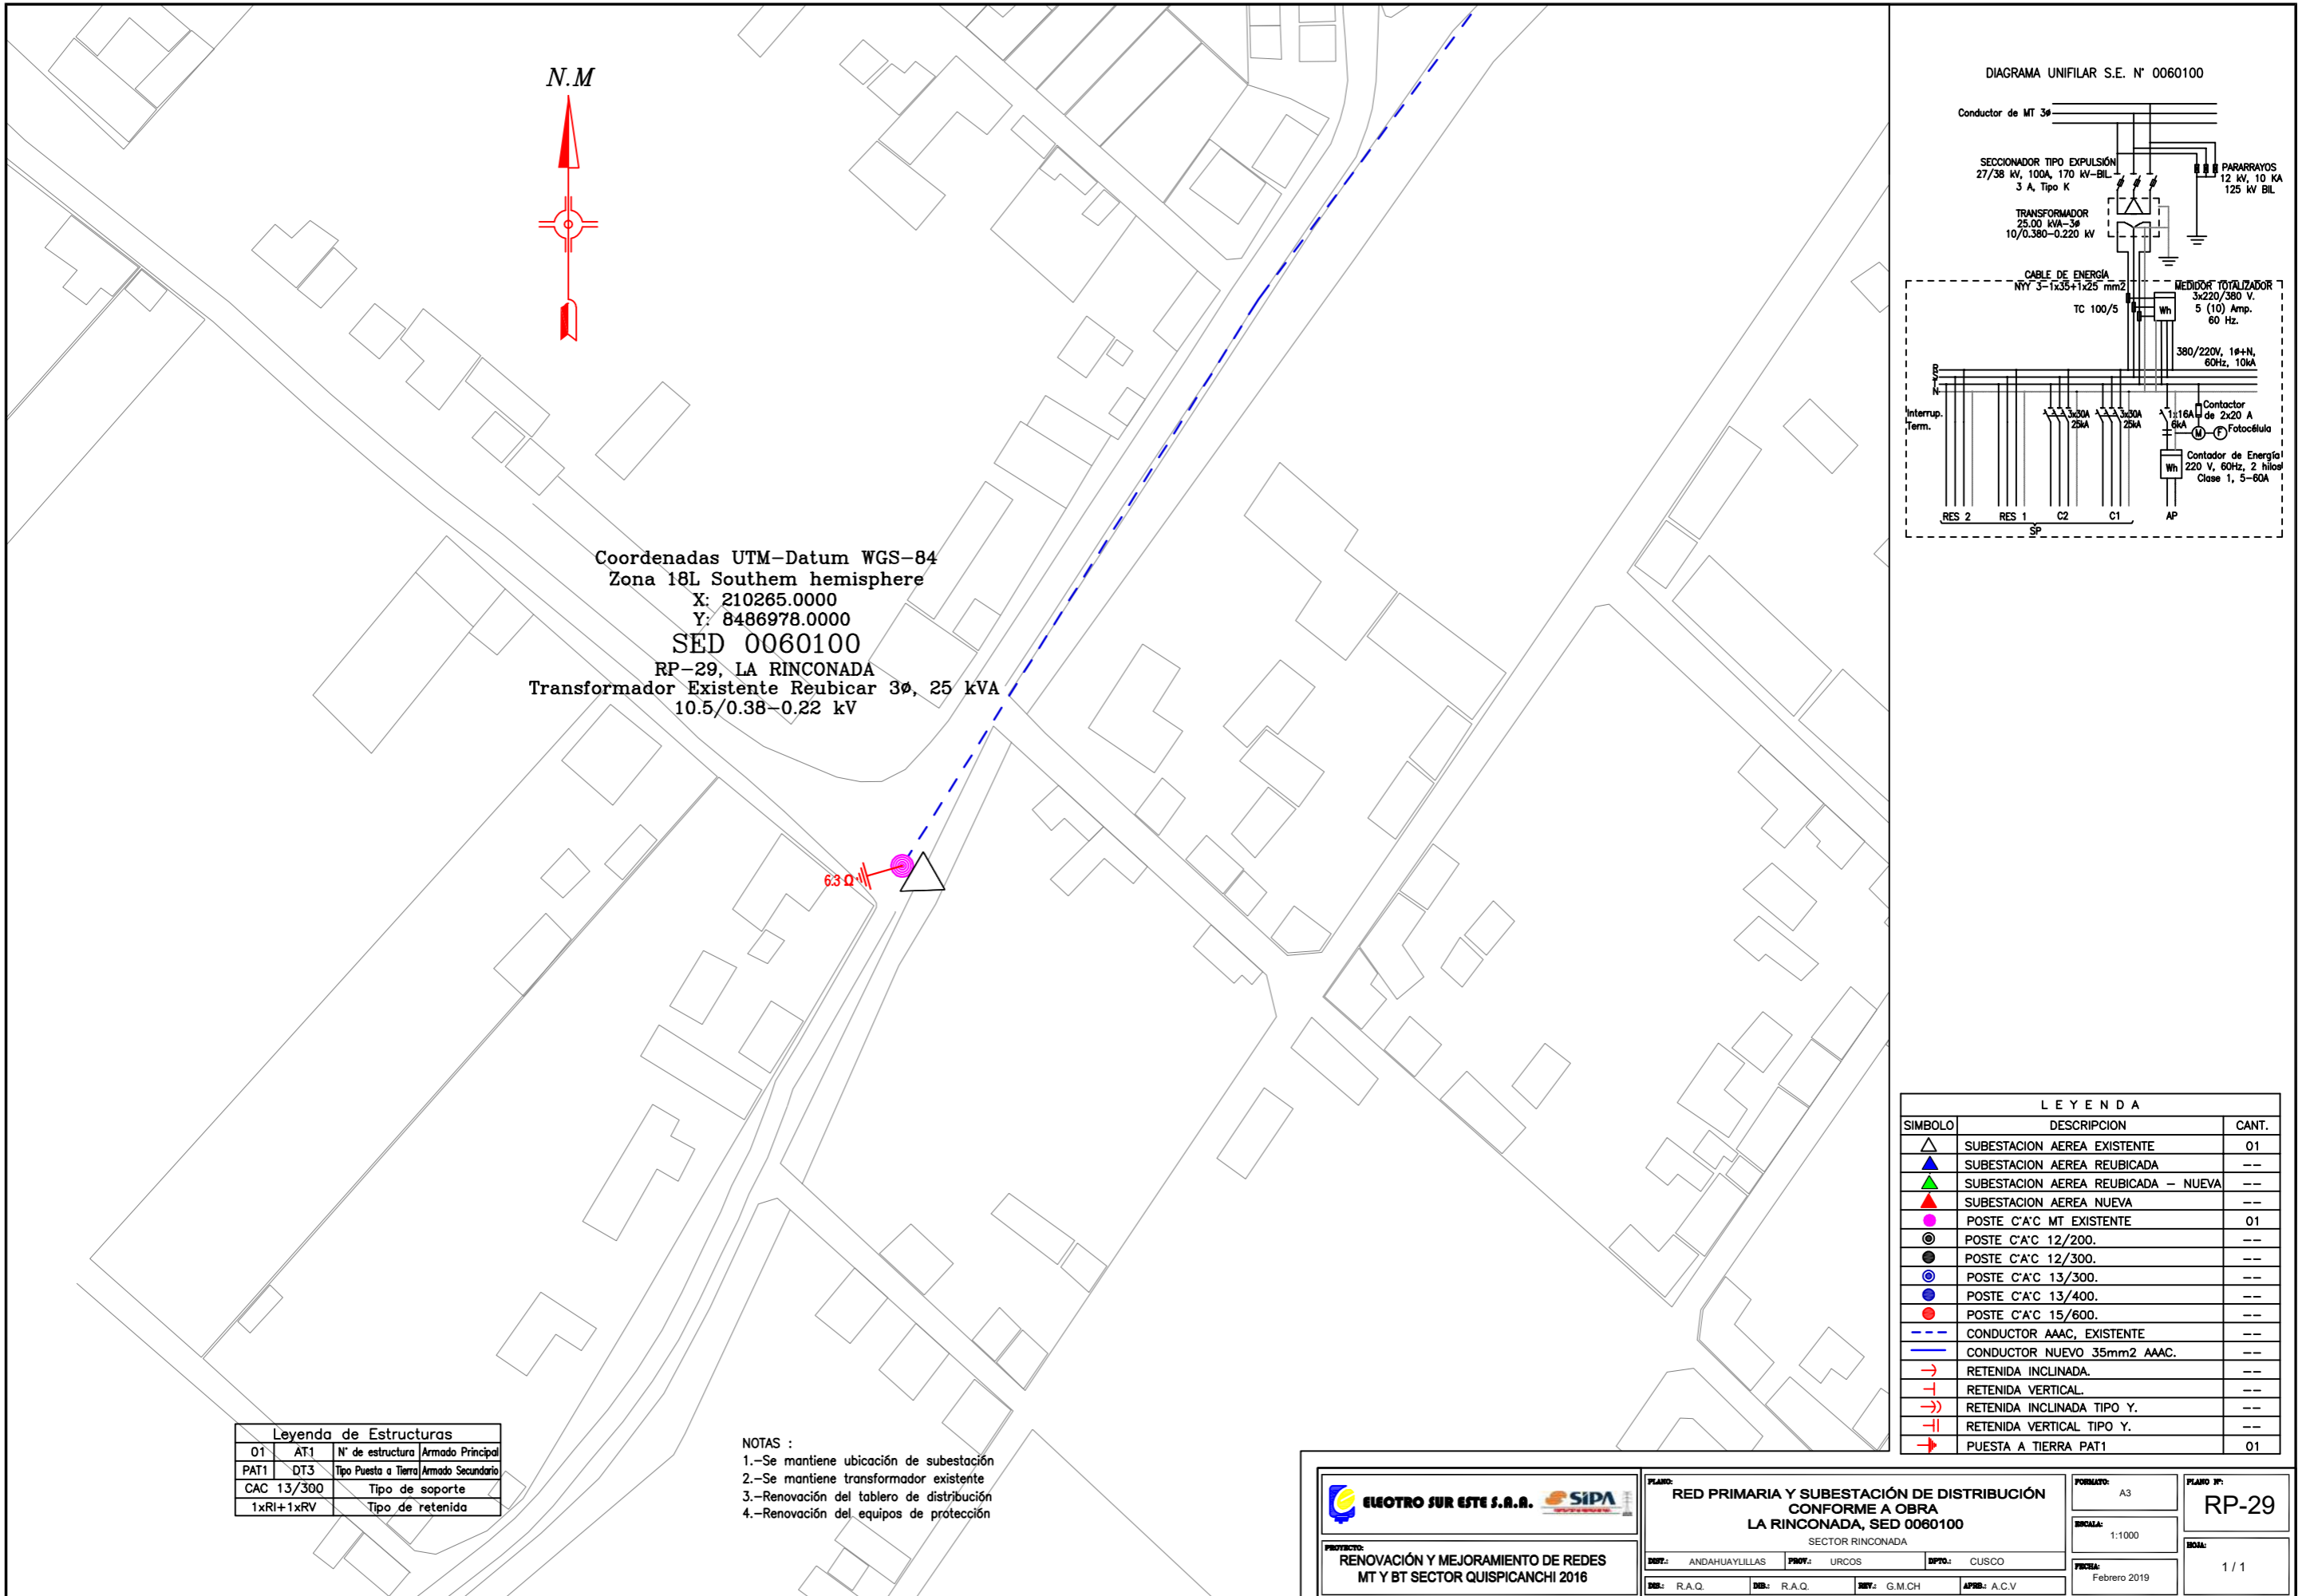 N.M
Coordenadas UTM-Datum WGS-84
Zona 18L Southem hemisphere
X: 210265.0000
Y: 8486978.0000
SED 0060100
RP-29, LA RINCONADA
Transformador Existente Reubicar 3ø, 25 kVA
10.5/0.38-0.22 kV
6.3 Ω
DIAGRAMA UNIFILAR S.E. N° 0060100
Conductor de MT 3ø
SECCIONADOR TIPO EXPULSIÓN
27/38 kV, 100A, 170 kV-BIL
3 A, Tipo K
PARARRAYOS
12 kV, 10 KA
125 kV BIL
TRANSFORMADOR
25.00 kVA-3ø
10/0.380-0.220 kV
CABLE DE ENERGÍA
NYY 3-1x35+1x25 mm2
TC 100/5
Wh
MEDIDOR TOTALIZADOR
3x220/380 V.
5 (10) Amp.
60 Hz.
380/220V, 1ø+N,
60Hz, 10kA
R
S
T
N
Interrup.
Term.
3x30A
25kA
3x30A
25kA
1x16A
6kA
Contactor
de 2x20 A
M
F
Fotocélula
Wh
Contador de Energía
220 V, 60Hz, 2 hilos
Clase 1, 5-60A
RES 2
RES 1
C2
C1
AP
SP
LEYENDA
SIMBOLO DESCRIPCION CANT.
SUBESTACION AEREA EXISTENTE 01
SUBESTACION AEREA REUBICADA --
SUBESTACION AEREA REUBICADA - NUEVA --
SUBESTACION AEREA NUEVA --
POSTE C°A°C MT EXISTENTE 01
POSTE C°A°C 12/200. --
POSTE C°A°C 12/300. --
POSTE C°A°C 13/300. --
POSTE C°A°C 13/400. --
POSTE C°A°C 15/600. --
CONDUCTOR AAAC, EXISTENTE --
CONDUCTOR NUEVO 35mm2 AAAC. --
RETENIDA INCLINADA. --
RETENIDA VERTICAL. --
RETENIDA INCLINADA TIPO Y. --
RETENIDA VERTICAL TIPO Y. --
PUESTA A TIERRA PAT1 01
Leyenda de Estructuras
01 AT1 N° de estructura Armado Principal
PAT1 DT3 Tipo Puesta a Tierra Armado Secundario
CAC 13/300 Tipo de soporte
1xRI+1xRV Tipo de retenida
NOTAS :
1.-Se mantiene ubicación de subestación
2.-Se mantiene transformador existente
3.-Renovación del tablero de distribución
4.-Renovación del equipos de protección
ELECTRO SUR ESTE S.A.A. SIPA
PROYECTO:
RENOVACIÓN Y MEJORAMIENTO DE REDES
MT Y BT SECTOR QUISPICANCHI 2016
PLANO:
RED PRIMARIA Y SUBESTACIÓN DE DISTRIBUCIÓN
CONFORME A OBRA
LA RINCONADA, SED 0060100
SECTOR RINCONADA
DIST.: ANDAHUAYLILLAS PROV.: URCOS DPTO.: CUSCO
DIS.: R.A.Q. DIB.: R.A.Q. REV.: G.M.CH APRB.: A.C.V
FORMATO:
A3
ESCALA:
1:1000
FECHA:
Febrero 2019
PLANO Nº:
RP-29
HOJA:
1 / 1